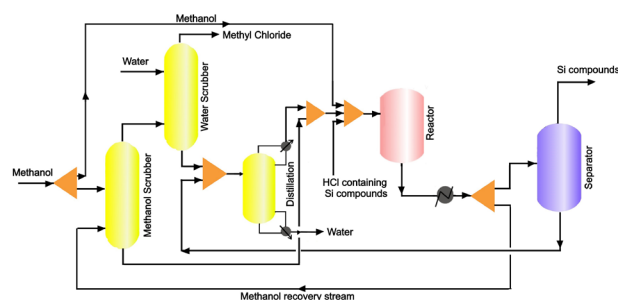 Methanol
Methyl Chloride
Water
Water Scrubber
Si compounds
Reactor
Methanol
Methanol Scrubber
Distillation
HCl containing
Si compounds
Separator
Water
Methanol recovery stream